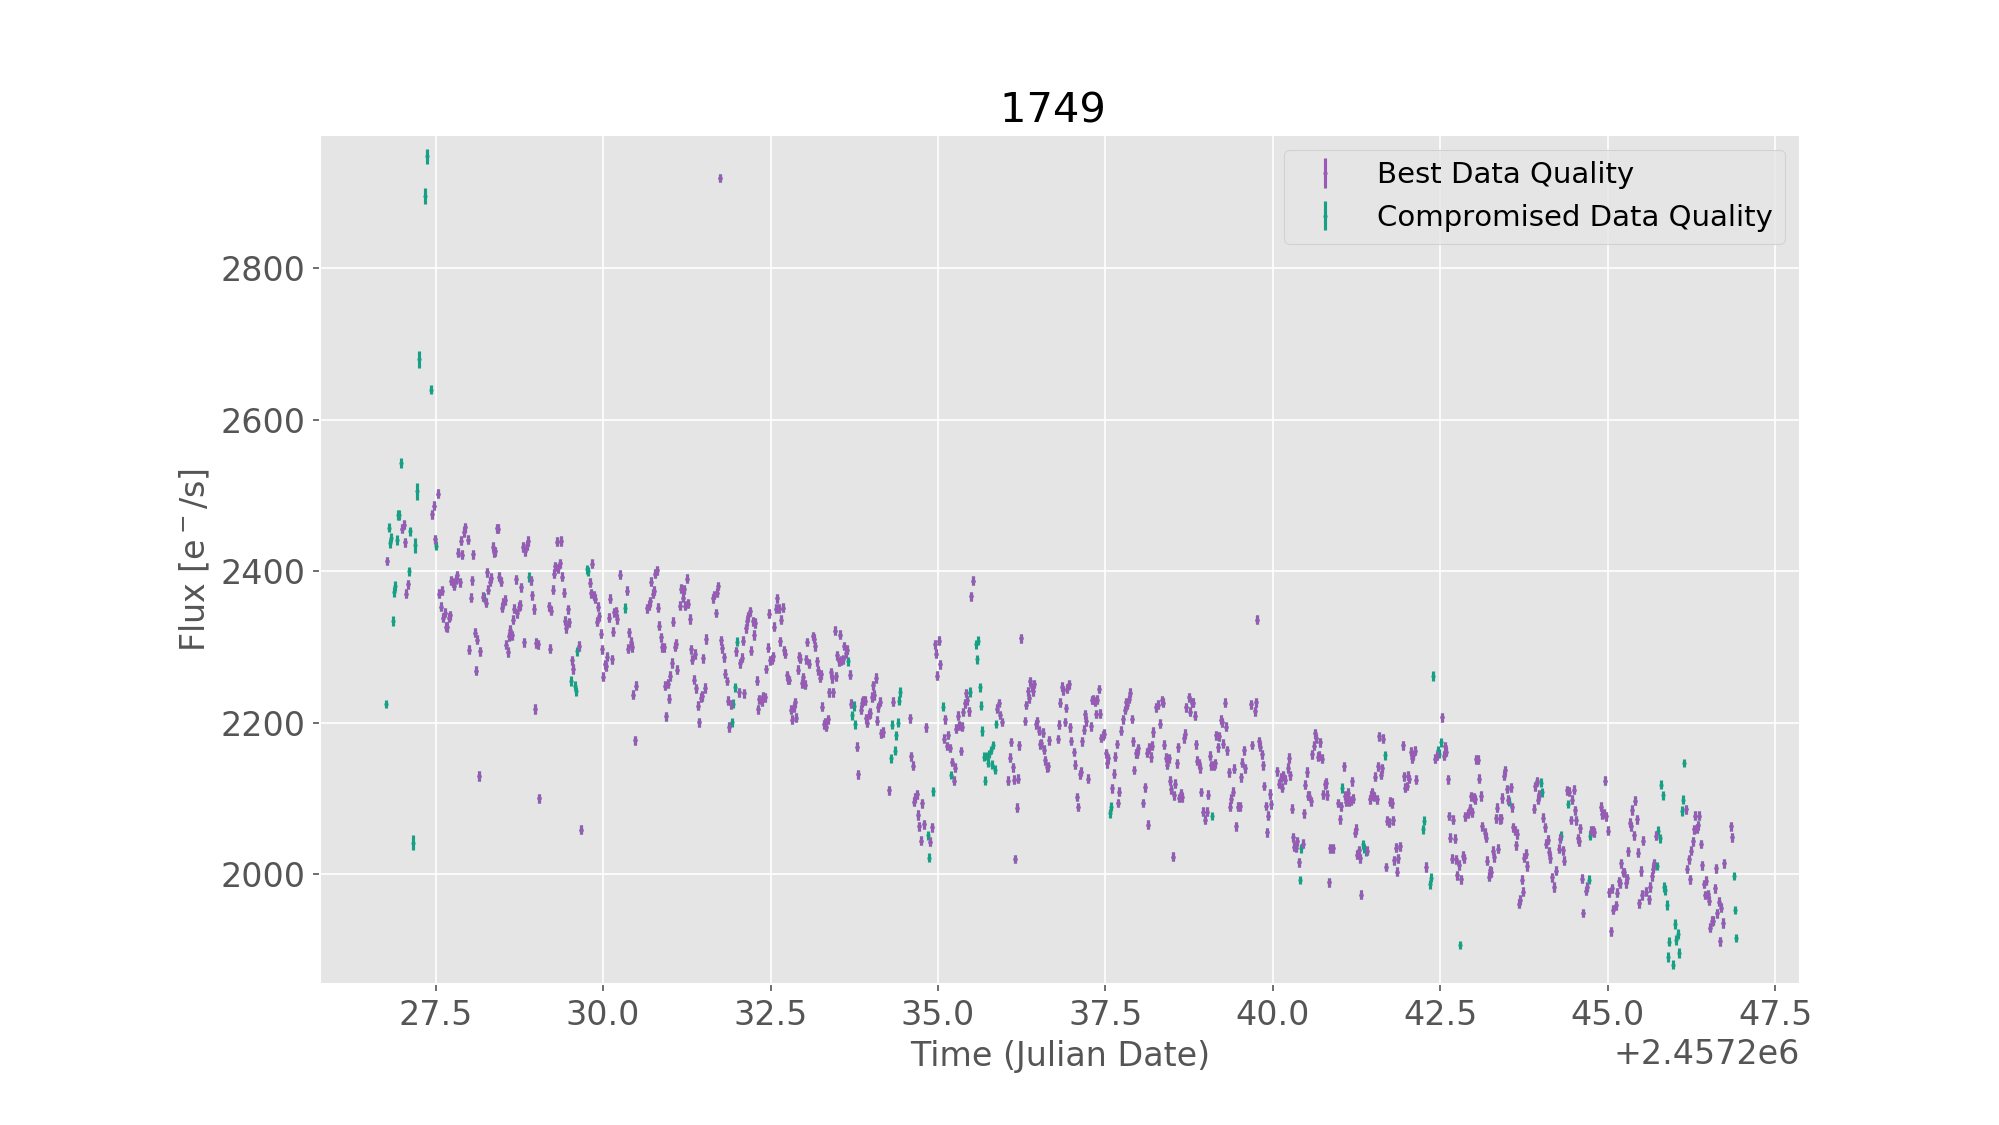 1749
Best Data Quality
Compromised Data Quality
Flux [e⁻/s]
2800
2600
2400
2200
2000
27.5 30.0 32.5 35.0 37.5 40.0 42.5 45.0 47.5
Time (Julian Date)
+2.4572e6